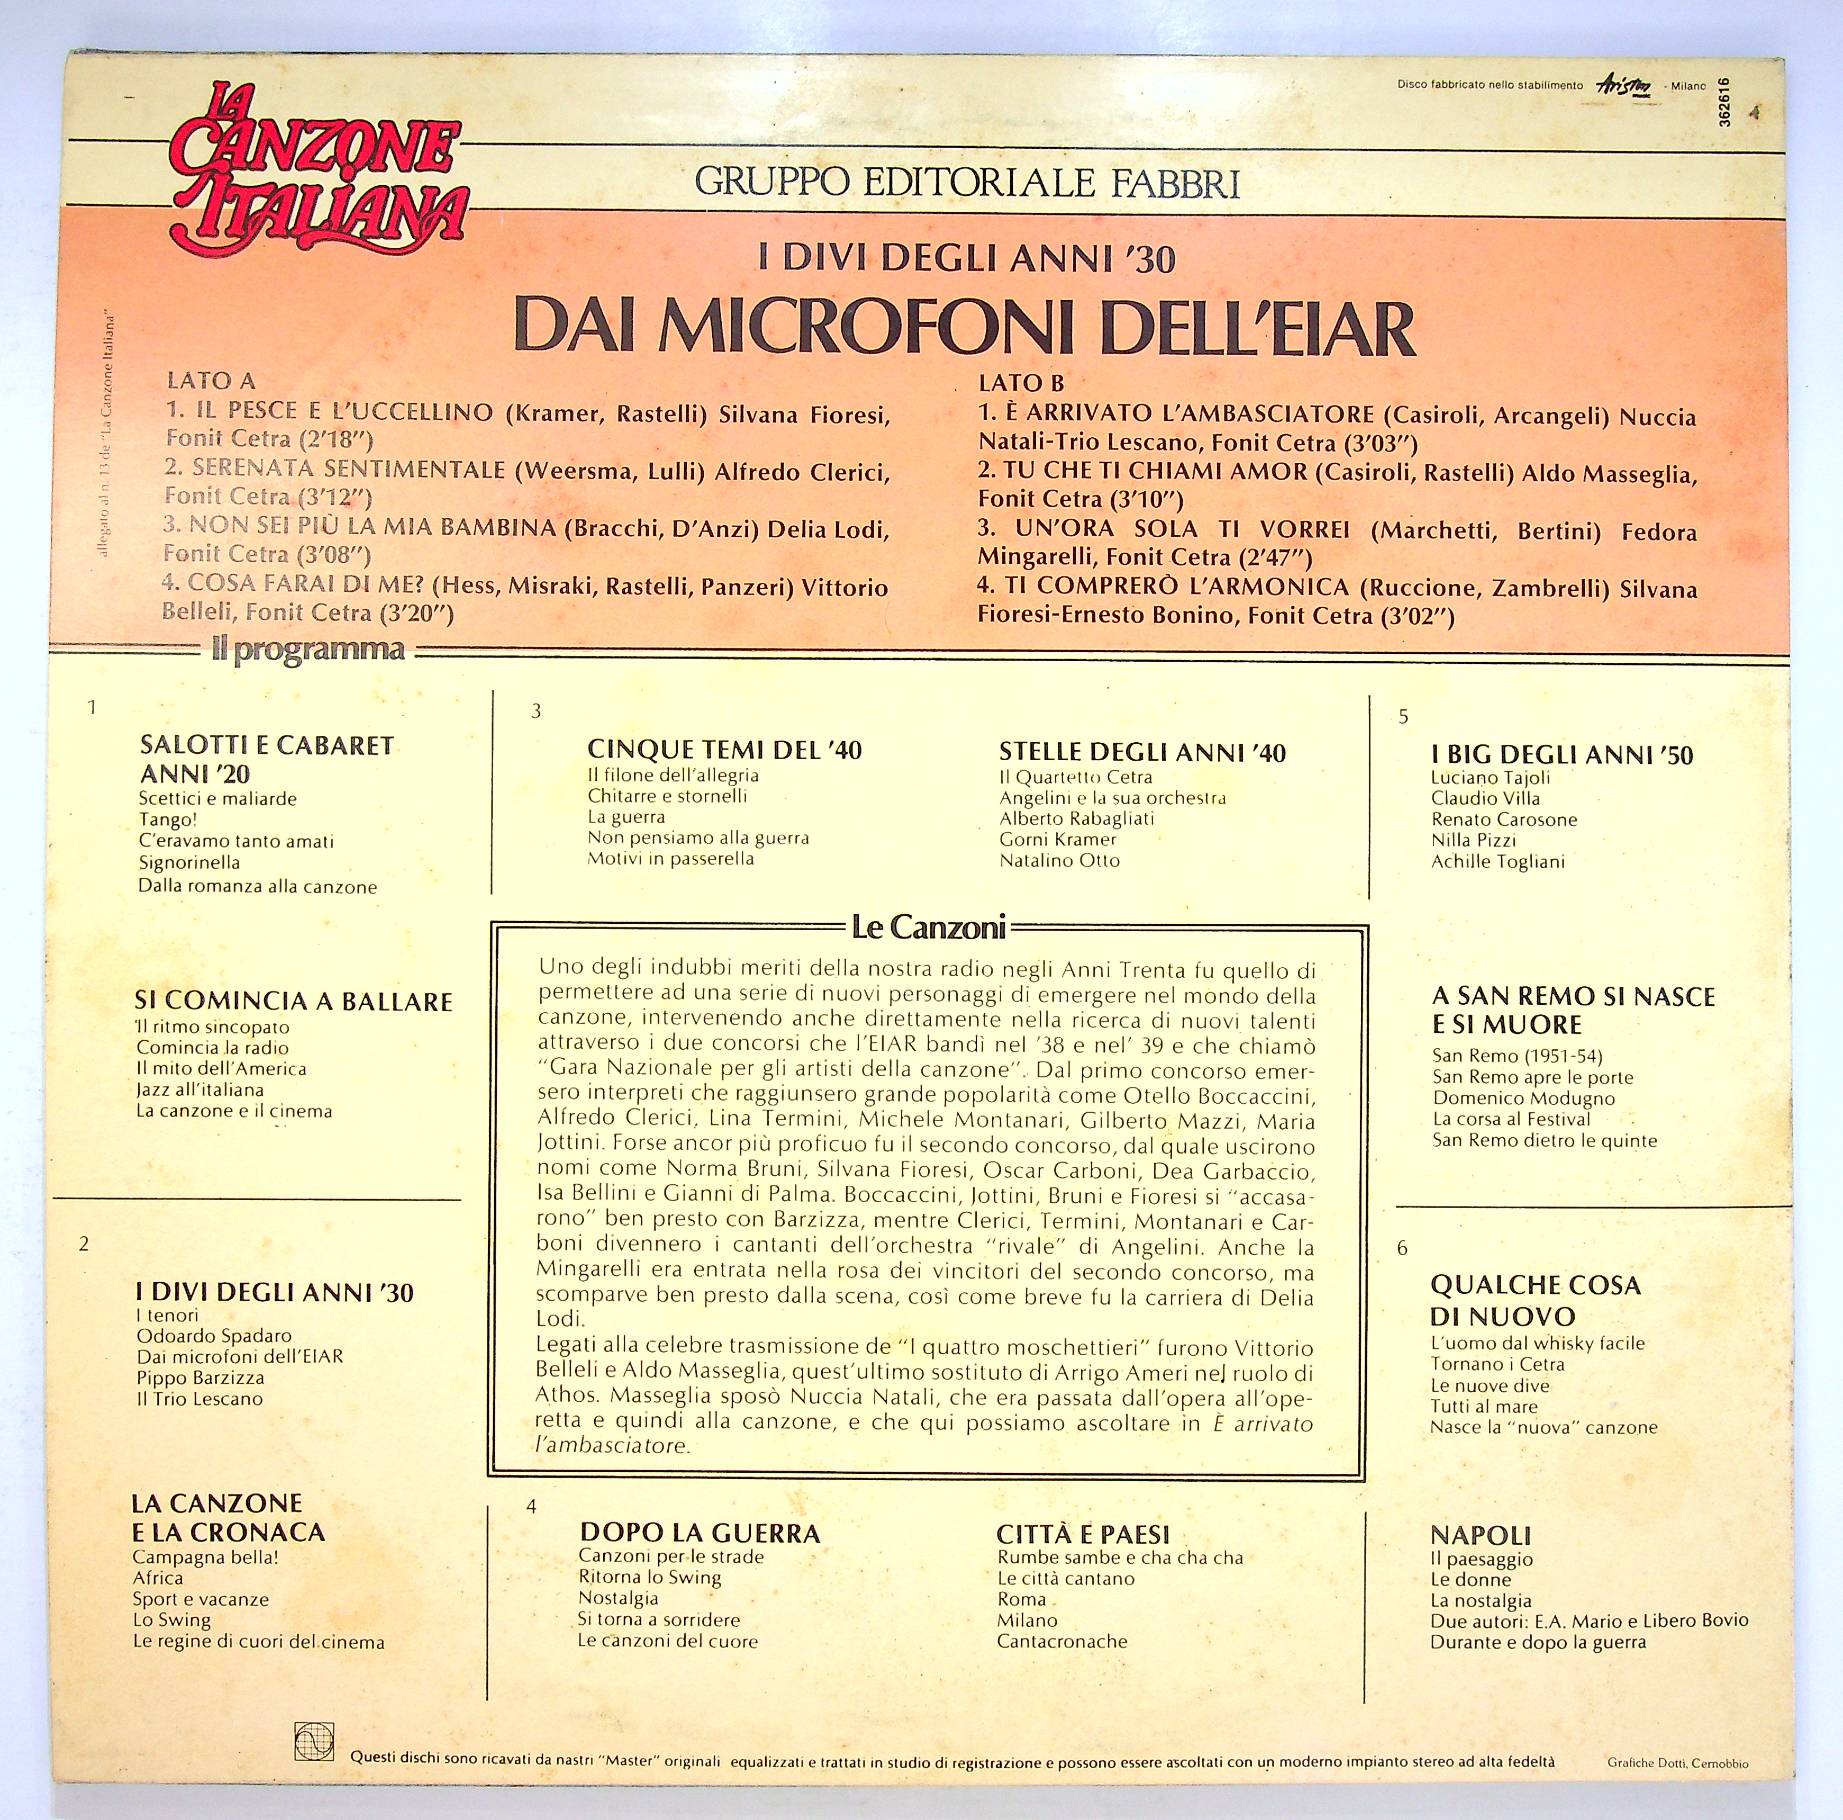 LA
CANZONE
ITALIANA
Disco fabbricato nello stabilimento Ariston music - Milano
362616
GRUPPO EDITORIALE FABBRI
I DIVI DEGLI ANNI '30
DAI MICROFONI DELL'EIAR
allegato al n. 13 de "La Canzone Italiana"
LATO A
1. IL PESCE E L'UCCELLINO (Kramer, Rastelli) Silvana Fioresi,
Fonit Cetra (2'18")
2. SERENATA SENTIMENTALE (Weersma, Lulli) Alfredo Clerici,
Fonit Cetra (3'12")
3. NON SEI PIÙ LA MIA BAMBINA (Bracchi, D'Anzi) Delia Lodi,
Fonit Cetra (3'08")
4. COSA FARAI DI ME? (Hess, Misraki, Rastelli, Panzeri) Vittorio
Belleli, Fonit Cetra (3'20")
LATO B
1. È ARRIVATO L'AMBASCIATORE (Casiroli, Arcangeli) Nuccia
Natali-Trio Lescano, Fonit Cetra (3'03")
2. TU CHE TI CHIAMI AMOR (Casiroli, Rastelli) Aldo Masseglia,
Fonit Cetra (3'10")
3. UN'ORA SOLA TI VORREI (Marchetti, Bertini) Fedora
Mingarelli, Fonit Cetra (2'47")
4. TI COMPRERÒ L'ARMONICA (Ruccione, Zambrelli) Silvana
Fioresi-Ernesto Bonino, Fonit Cetra (3'02")
Il programma
1
SALOTTI E CABARET
ANNI '20
Scettici e maliarde
Tango!
C'eravamo tanto amati
Signorinella
Dalla romanza alla canzone
SI COMINCIA A BALLARE
Il ritmo sincopato
Comincia la radio
Il mito dell'America
Jazz all'italiana
La canzone e il cinema
2
I DIVI DEGLI ANNI '30
I tenori
Odoardo Spadaro
Dai microfoni dell'EIAR
Pippo Barzizza
Il Trio Lescano
LA CANZONE
E LA CRONACA
Campagna bella!
Africa
Sport e vacanze
Lo Swing
Le regine di cuori del cinema
3
CINQUE TEMI DEL '40
Il filone dell'allegria
Chitarre e stornelli
La guerra
Non pensiamo alla guerra
Motivi in passerella
STELLE DEGLI ANNI '40
Il Quartetto Cetra
Angelini e la sua orchestra
Alberto Rabagliati
Gorni Kramer
Natalino Otto
Le Canzoni
Uno degli indubbi meriti della nostra radio negli Anni Trenta fu quello di
permettere ad una serie di nuovi personaggi di emergere nel mondo della
canzone, intervenendo anche direttamente nella ricerca di nuovi talenti
attraverso i due concorsi che l'EIAR bandì nel '38 e nel' 39 e che chiamò
"Gara Nazionale per gli artisti della canzone". Dal primo concorso emer-
sero interpreti che raggiunsero grande popolarità come Otello Boccaccini,
Alfredo Clerici, Lina Termini, Michele Montanari, Gilberto Mazzi, Maria
Jottini. Forse ancor più proficuo fu il secondo concorso, dal quale uscirono
nomi come Norma Bruni, Silvana Fioresi, Oscar Carboni, Dea Garbaccio,
Isa Bellini e Gianni di Palma. Boccaccini, Jottini, Bruni e Fioresi si "accasa-
rono" ben presto con Barzizza, mentre Clerici, Termini, Montanari e Car-
boni divennero i cantanti dell'orchestra "rivale" di Angelini. Anche la
Mingarelli era entrata nella rosa dei vincitori del secondo concorso, ma
scomparve ben presto dalla scena, così come breve fu la carriera di Delia
Lodi.
Legati alla celebre trasmissione de "I quattro moschettieri" furono Vittorio
Belleli e Aldo Masseglia, quest'ultimo sostituto di Arrigo Ameri nel ruolo di
Athos. Masseglia sposò Nuccia Natali, che era passata dall'opera all'ope-
retta e quindi alla canzone, e che qui possiamo ascoltare in È arrivato
l'ambasciatore.
4
DOPO LA GUERRA
Canzoni per le strade
Ritorna lo Swing
Nostalgia
Si torna a sorridere
Le canzoni del cuore
CITTÀ E PAESI
Rumbe sambe e cha cha cha
Le città cantano
Roma
Milano
Cantacronache
5
I BIG DEGLI ANNI '50
Luciano Tajoli
Claudio Villa
Renato Carosone
Nilla Pizzi
Achille Togliani
A SAN REMO SI NASCE
E SI MUORE
San Remo (1951-54)
San Remo apre le porte
Domenico Modugno
La corsa al Festival
San Remo dietro le quinte
6
QUALCHE COSA
DI NUOVO
L'uomo dal whisky facile
Tornano i Cetra
Le nuove dive
Tutti al mare
Nasce la "nuova" canzone
NAPOLI
Il paesaggio
Le donne
La nostalgia
Due autori: E.A. Mario e Libero Bovio
Durante e dopo la guerra
Questi dischi sono ricavati da nastri "Master" originali equalizzati e trattati in studio di registrazione e possono essere ascoltati con un moderno impianto stereo ad alta fedeltà
Grafiche Dotti, Cernobbio